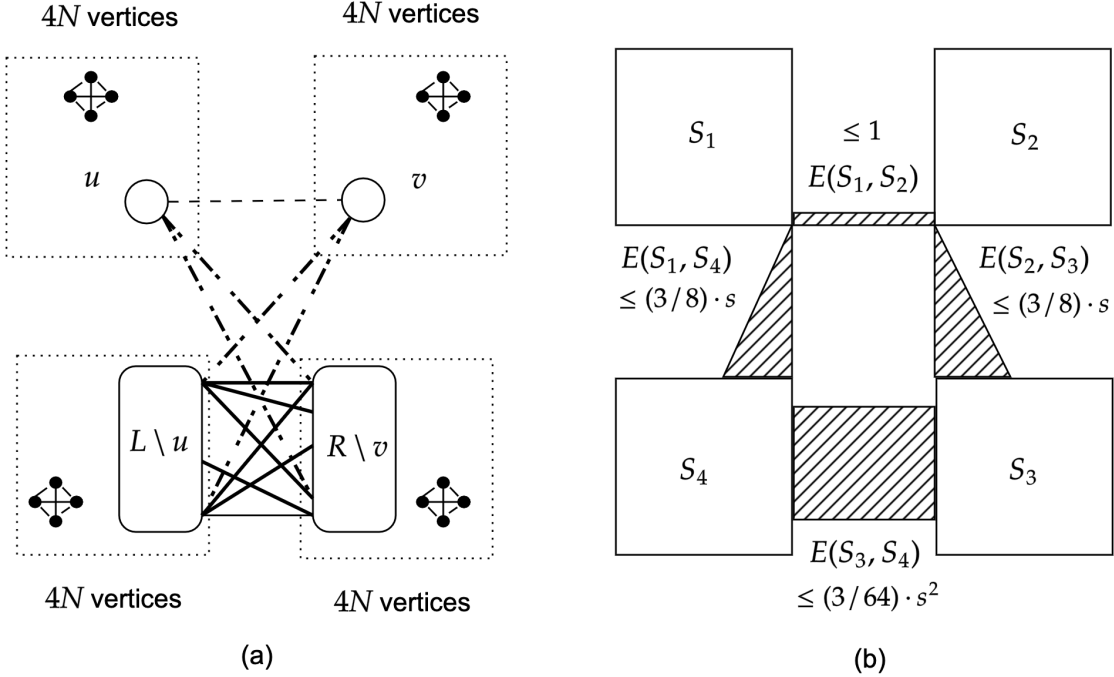 4N vertices
4N vertices
u
v
L \ u
R \ v
4N vertices
4N vertices
(a)
S₁
≤ 1
E(S₁, S₂)
S₂
E(S₁, S₄)
≤ (3/8) · s
E(S₂, S₃)
≤ (3/8) · s
S₄
S₃
E(S₃, S₄)
≤ (3/64) · s²
(b)